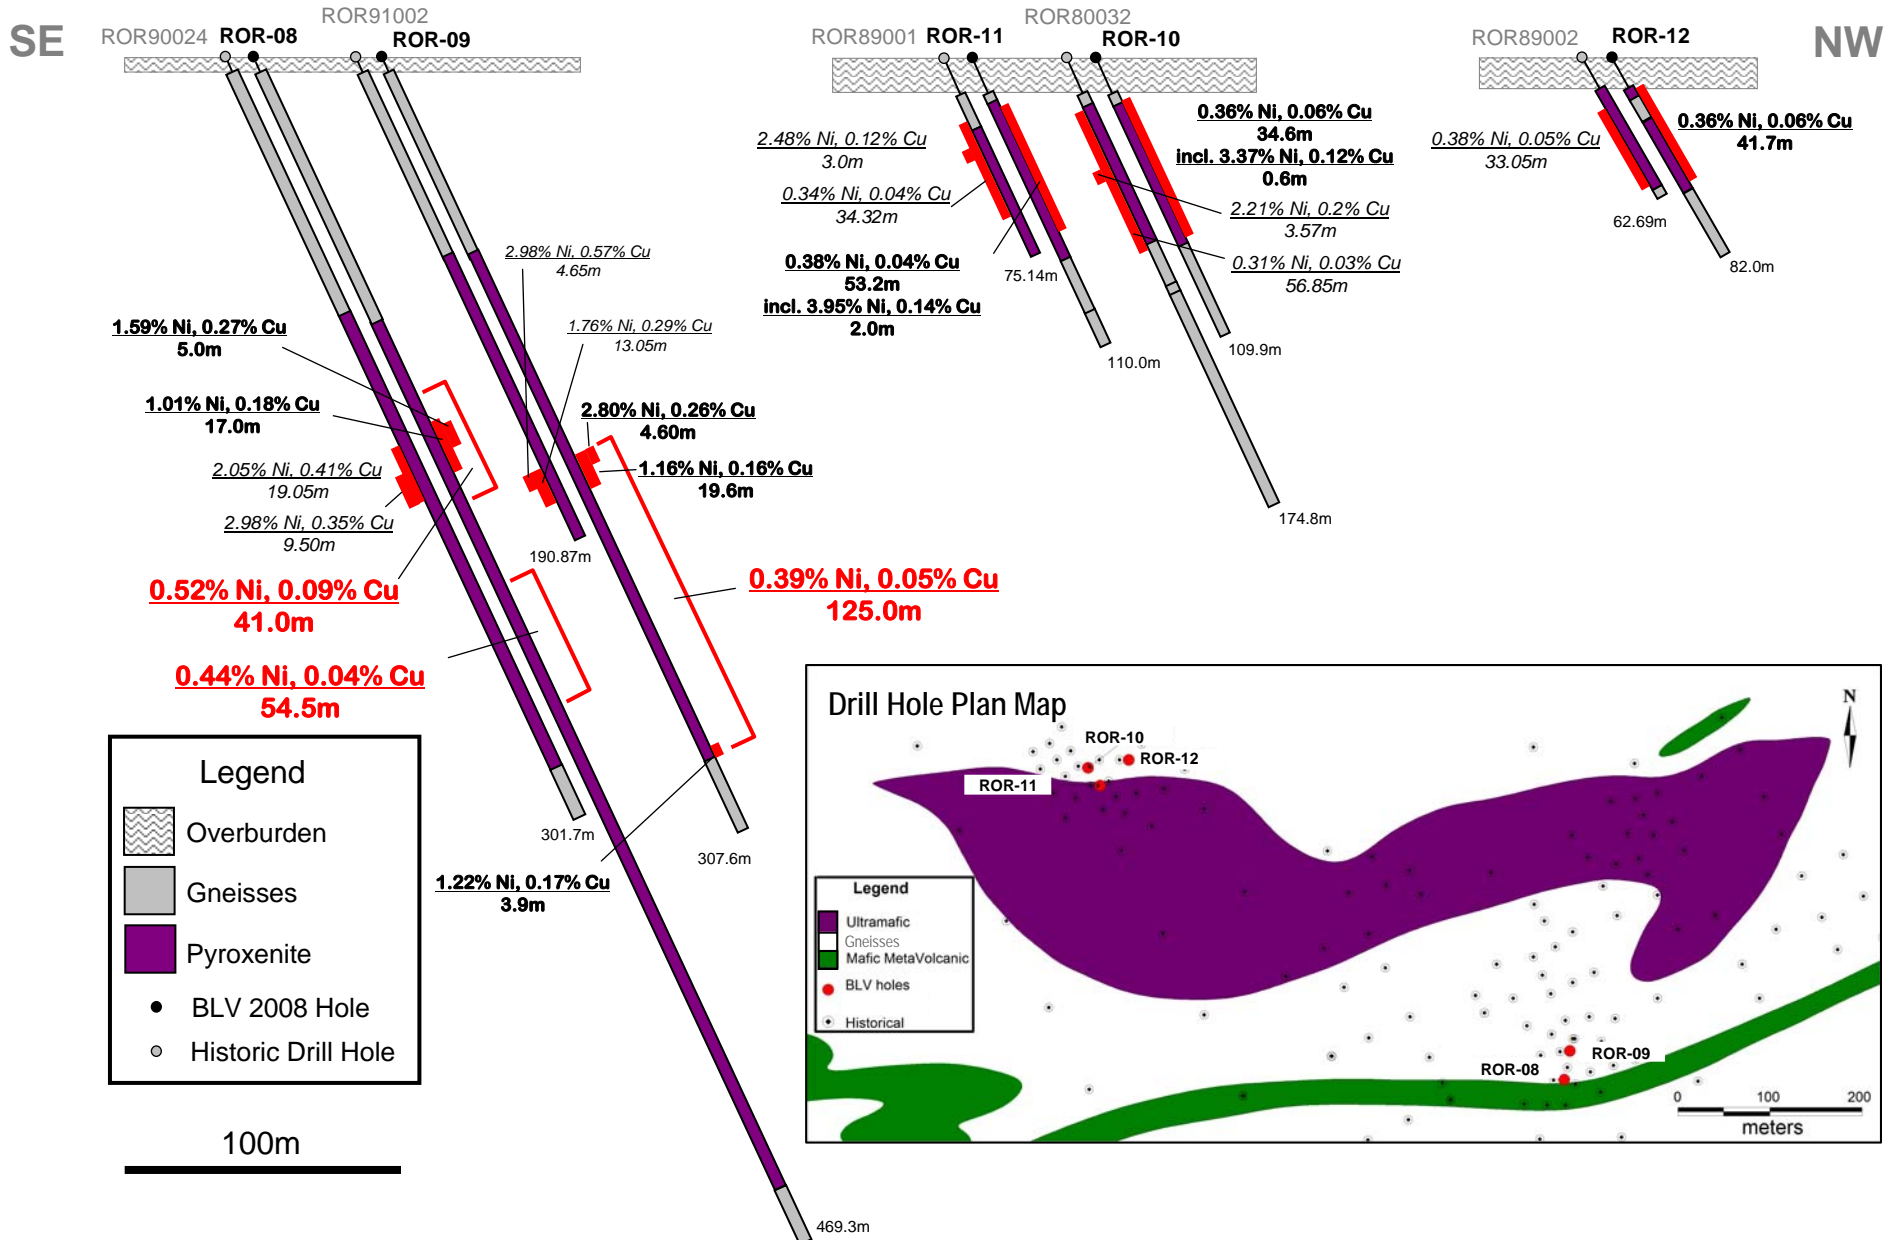 SE
NW
ROR90024
ROR-08
ROR91002
ROR-09
ROR89001
ROR-11
ROR80032
ROR-10
ROR89002
ROR-12
2.48% Ni, 0.12% Cu
3.0m
0.34% Ni, 0.04% Cu
34.32m
0.38% Ni, 0.04% Cu
53.2m
incl. 3.95% Ni, 0.14% Cu
2.0m
75.14m
110.0m
0.36% Ni, 0.06% Cu
34.6m
incl. 3.37% Ni, 0.12% Cu
0.6m
2.21% Ni, 0.2% Cu
3.57m
0.31% Ni, 0.03% Cu
56.85m
109.9m
174.8m
0.38% Ni, 0.05% Cu
33.05m
0.36% Ni, 0.06% Cu
41.7m
62.69m
82.0m
2.98% Ni, 0.57% Cu
4.65m
1.76% Ni, 0.29% Cu
13.05m
1.59% Ni, 0.27% Cu
5.0m
1.01% Ni, 0.18% Cu
17.0m
2.05% Ni, 0.41% Cu
19.05m
2.98% Ni, 0.35% Cu
9.50m
2.80% Ni, 0.26% Cu
4.60m
1.16% Ni, 0.16% Cu
19.6m
190.87m
0.52% Ni, 0.09% Cu
41.0m
0.44% Ni, 0.04% Cu
54.5m
0.39% Ni, 0.05% Cu
125.0m
301.7m
307.6m
1.22% Ni, 0.17% Cu
3.9m
469.3m
Legend
Overburden
Gneisses
Pyroxenite
BLV 2008 Hole
Historic Drill Hole
100m
Drill Hole Plan Map
N
ROR-10
ROR-12
ROR-11
Legend
Ultramafic
Gneisses
Mafic MetaVolcanic
BLV holes
Historical
ROR-09
ROR-08
0 100 200
meters